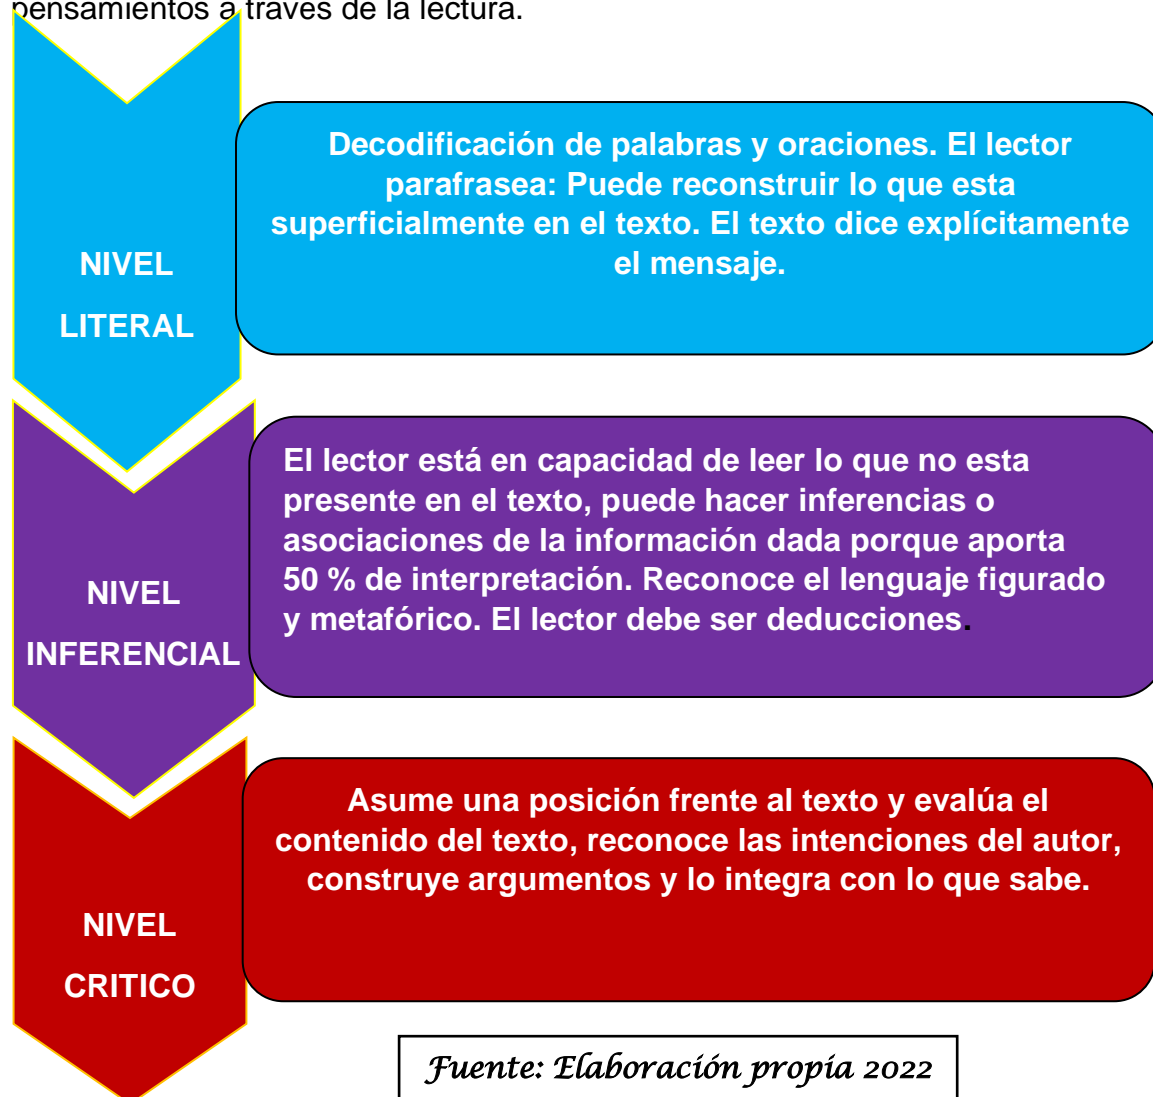 pensamientos a través de la lectura.
Decodificación de palabras y oraciones. El lector
parafrasea: Puede reconstruir lo que esta
superficialmente en el texto. El texto dice explícitamente
el mensaje.
NIVEL
LITERAL
El lector está en capacidad de leer lo que no esta
presente en el texto, puede hacer inferencias o
asociaciones de la información dada porque aporta
50 % de interpretación. Reconoce el lenguaje figurado
y metafórico. El lector debe ser deducciones.
NIVEL
INFERENCIAL
Asume una posición frente al texto y evalúa el
contenido del texto, reconoce las intenciones del autor,
construye argumentos y lo integra con lo que sabe.
NIVEL
CRITICO
Fuente: Elaboración propia 2022